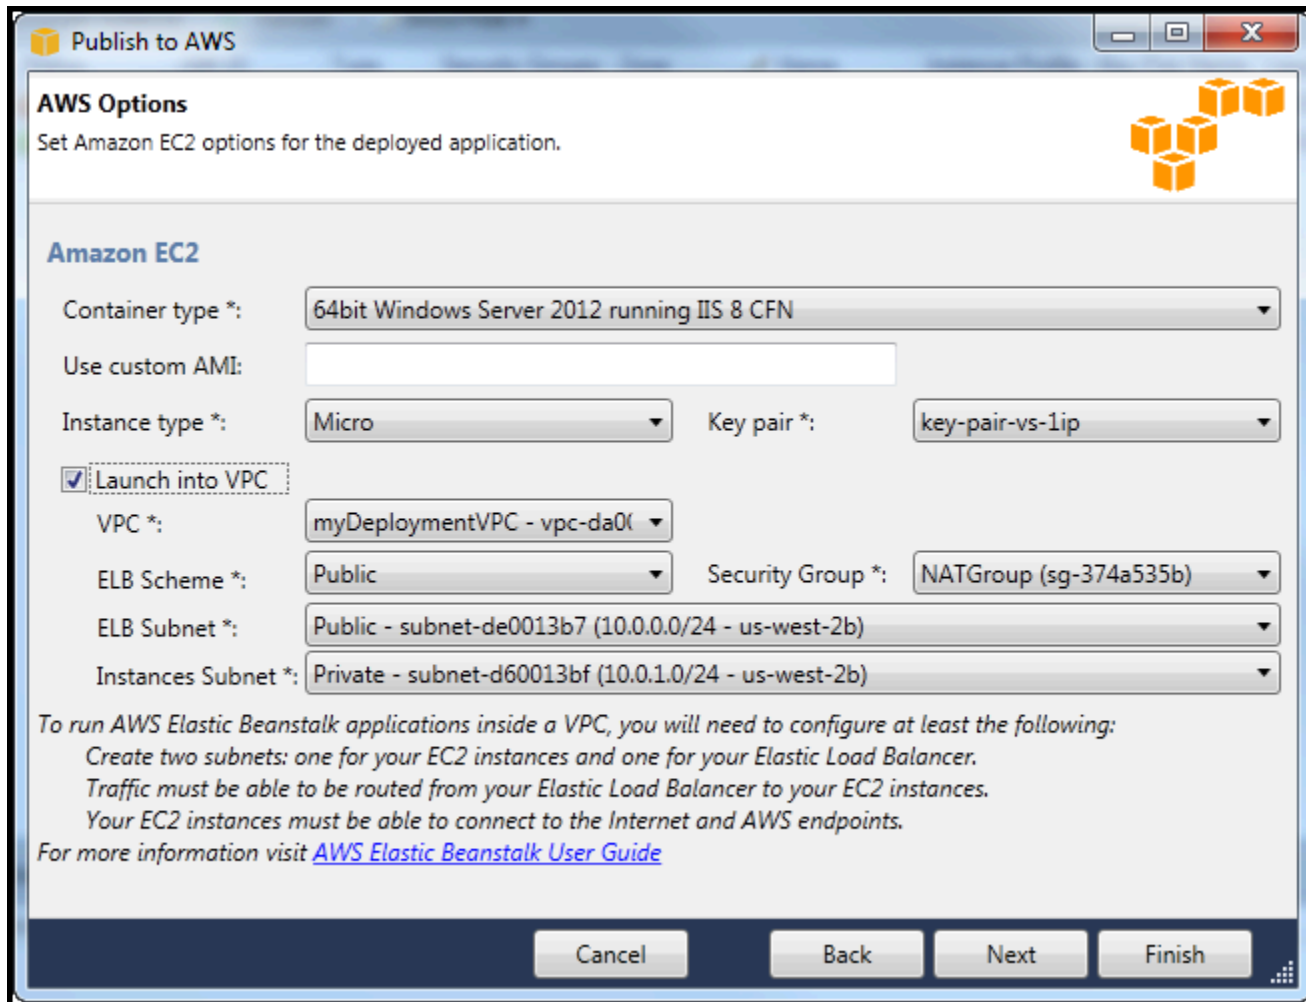 Publish to AWS
AWS Options
Set Amazon EC2 options for the deployed application.
Amazon EC2
Container type *: 64bit Windows Server 2012 running IIS 8 CFN
Use custom AMI:
Instance type *: Micro Key pair *: key-pair-vs-1ip
Launch into VPC
VPC *: myDeploymentVPC - vpc-da0
ELB Scheme *: Public Security Group *: NATGroup (sg-374a535b)
ELB Subnet *: Public - subnet-de0013b7 (10.0.0.0/24 - us-west-2b)
Instances Subnet *: Private - subnet-d60013bf (10.0.1.0/24 - us-west-2b)
To run AWS Elastic Beanstalk applications inside a VPC, you will need to configure at least the following:
Create two subnets: one for your EC2 instances and one for your Elastic Load Balancer.
Traffic must be able to be routed from your Elastic Load Balancer to your EC2 instances.
Your EC2 instances must be able to connect to the Internet and AWS endpoints.
For more information visit AWS Elastic Beanstalk User Guide
Cancel Back Next Finish